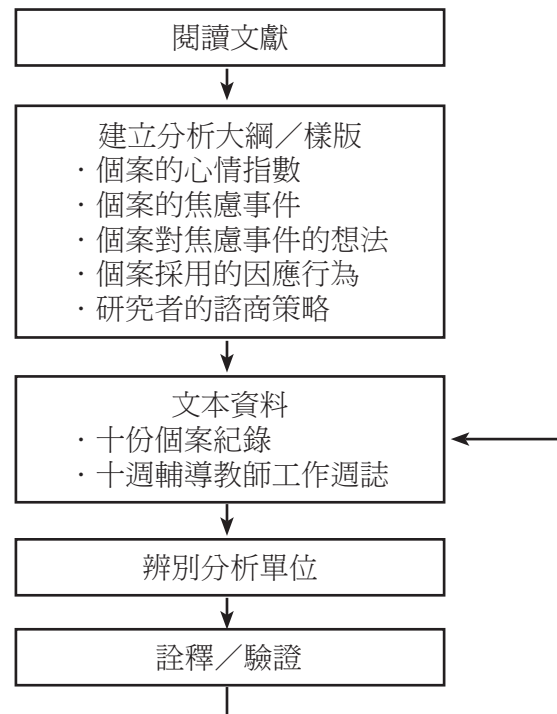 閱讀文獻
建立分析大綱／樣版
·個案的心情指數
·個案的焦慮事件
·個案對焦慮事件的想法
·個案採用的因應行為
·研究者的諮商策略
文本資料
·十份個案紀錄
·十週輔導教師工作週誌
辨別分析單位
詮釋／驗證